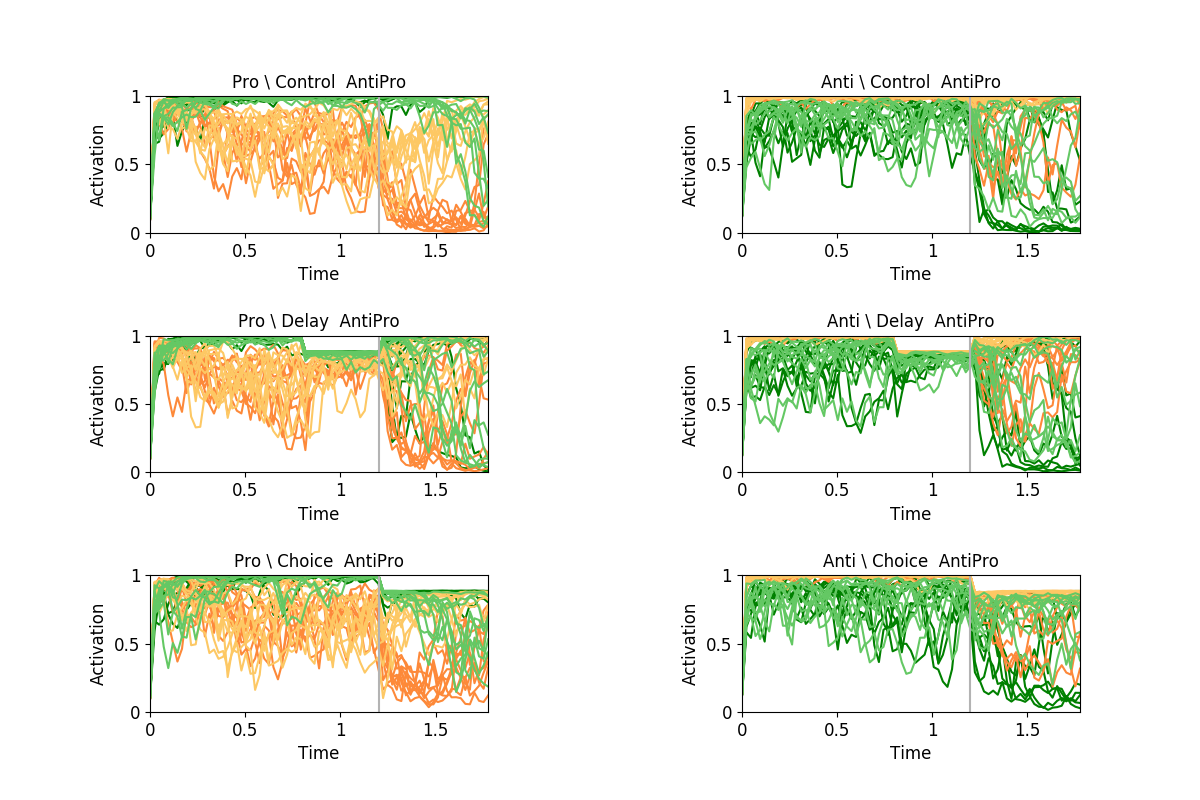 Pro \ Control  AntiPro
Anti \ Control  AntiPro
1
0.5
0
Activation
0
0.5
1
1.5
Time
1
0.5
0
Activation
0
0.5
1
1.5
Time
Pro \ Delay  AntiPro
Anti \ Delay  AntiPro
1
0.5
0
Activation
0
0.5
1
1.5
Time
1
0.5
0
Activation
0
0.5
1
1.5
Time
Pro \ Choice  AntiPro
Anti \ Choice  AntiPro
1
0.5
0
Activation
0
0.5
1
1.5
Time
1
0.5
0
Activation
0
0.5
1
1.5
Time